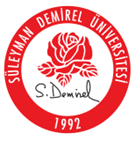 SÜLEYMAN DEMİREL ÜNİVERSİTESİ
S. Demirel
1992